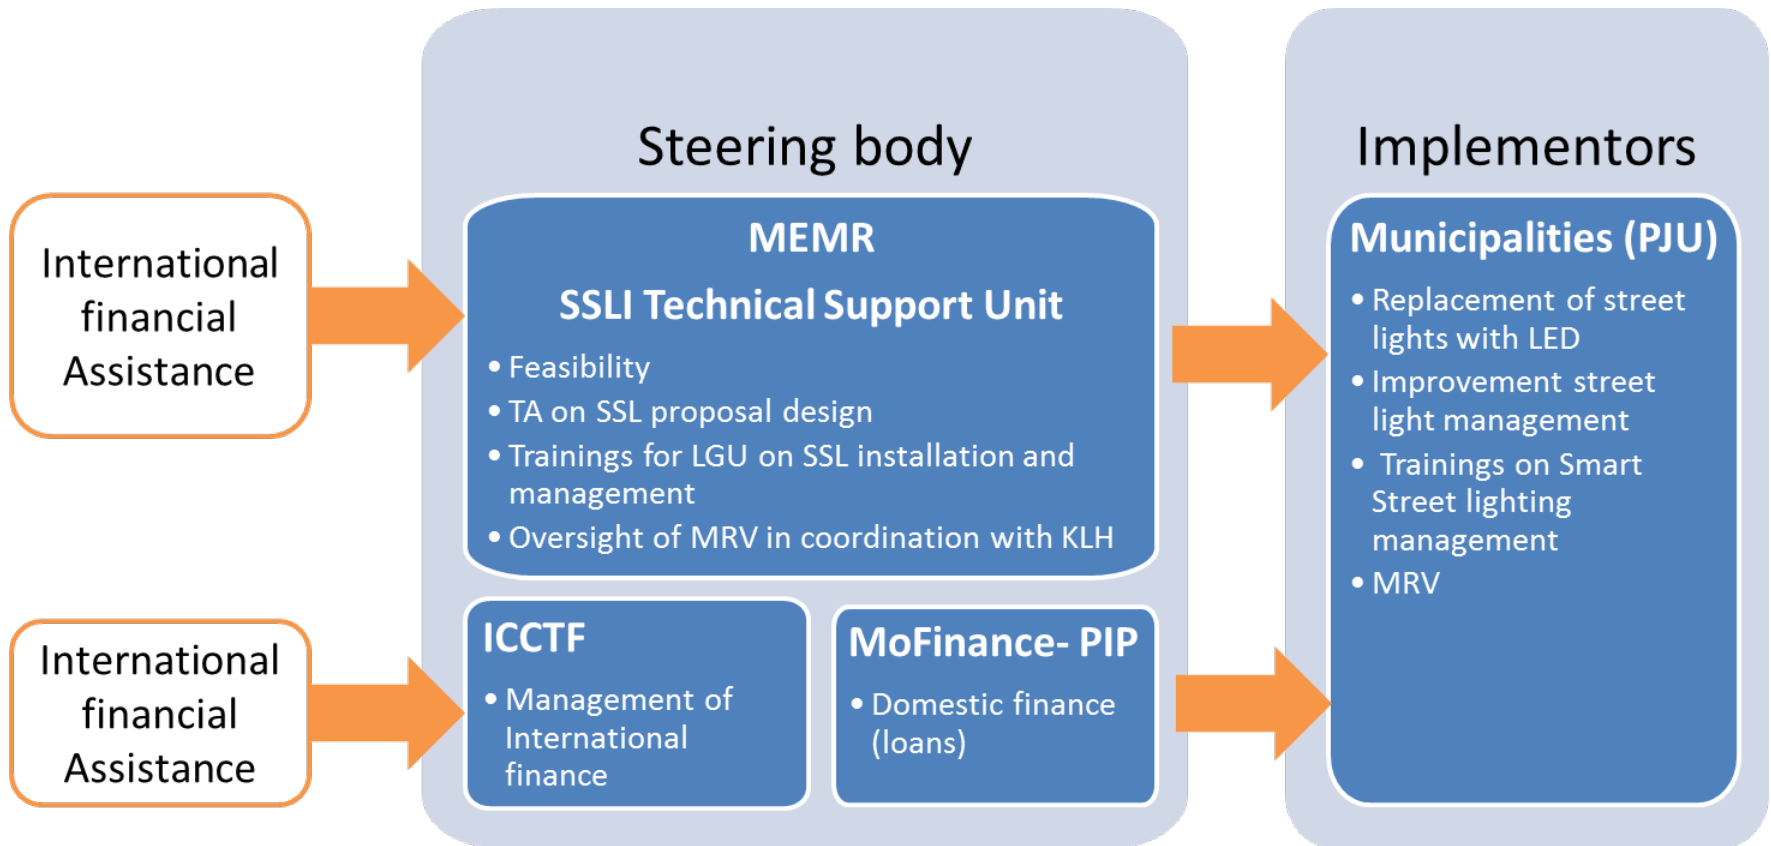 International
financial
Assistance
International
financial
Assistance
Steering body
MEMR
SSLI Technical Support Unit
• Feasibility
• TA on SSL proposal design
• Trainings for LGU on SSL installation and
management
• Oversight of MRV in coordination with KLH
ICCTF
• Management of
International
finance
MoFinance- PIP
• Domestic finance
(loans)
Implementors
Municipalities (PJU)
• Replacement of street
lights with LED
• Improvement street
light management
• Trainings on Smart
Street lighting
management
• MRV